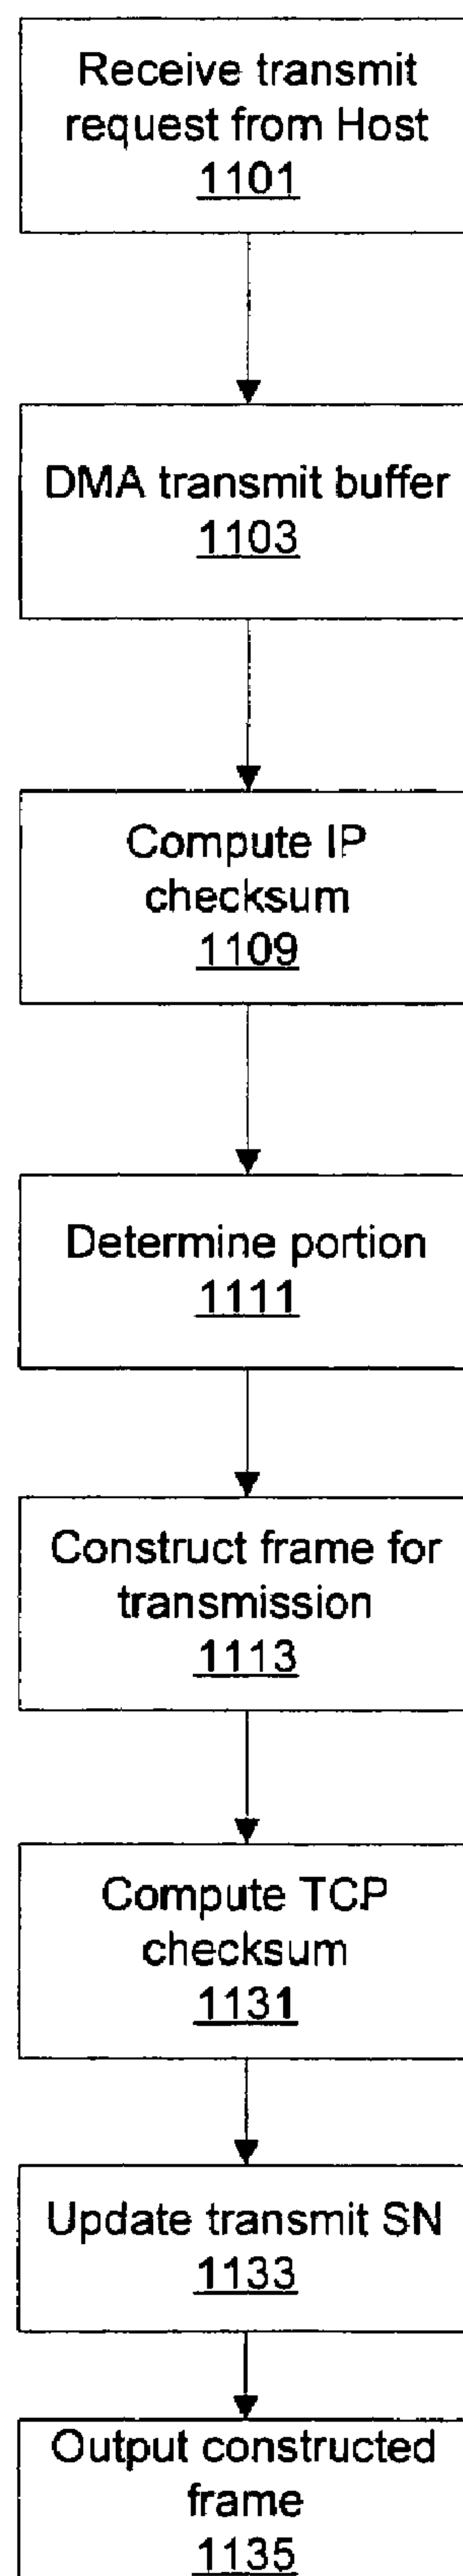 Receive transmit
request from Host
1101
DMA transmit buffer
1103
Compute IP
checksum
1109
Determine portion
1111
Construct frame for
transmission
1113
Compute TCP
checksum
1131
Update transmit SN
1133
Output constructed
frame
1135